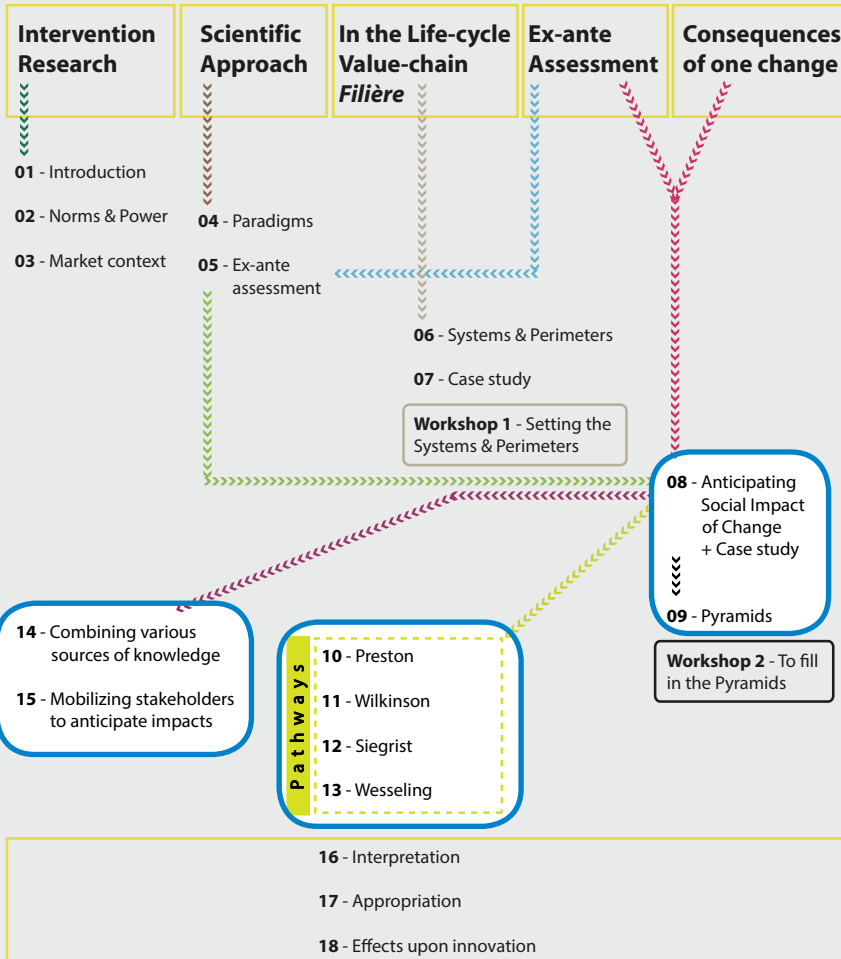 Intervention
Research
Scientific
Approach
In the Life-cycle
Value-chain
Filière
Ex-ante
Assessment
Consequences
of one change
01 - Introduction
02 - Norms & Power
03 - Market context
04 - Paradigms
05 - Ex-ante
assessment
06 - Systems & Perimeters
07 - Case study
Workshop 1 - Setting the
Systems & Perimeters
08 - Anticipating
Social Impact
of Change
+ Case study
09 - Pyramids
Workshop 2 - To fill
in the Pyramids
14 - Combining various
sources of knowledge
15 - Mobilizing stakeholders
to anticipate impacts
Pathways
10 - Preston
11 - Wilkinson
12 - Siegrist
13 - Wesseling
16 - Interpretation
17 - Appropriation
18 - Effects upon innovation